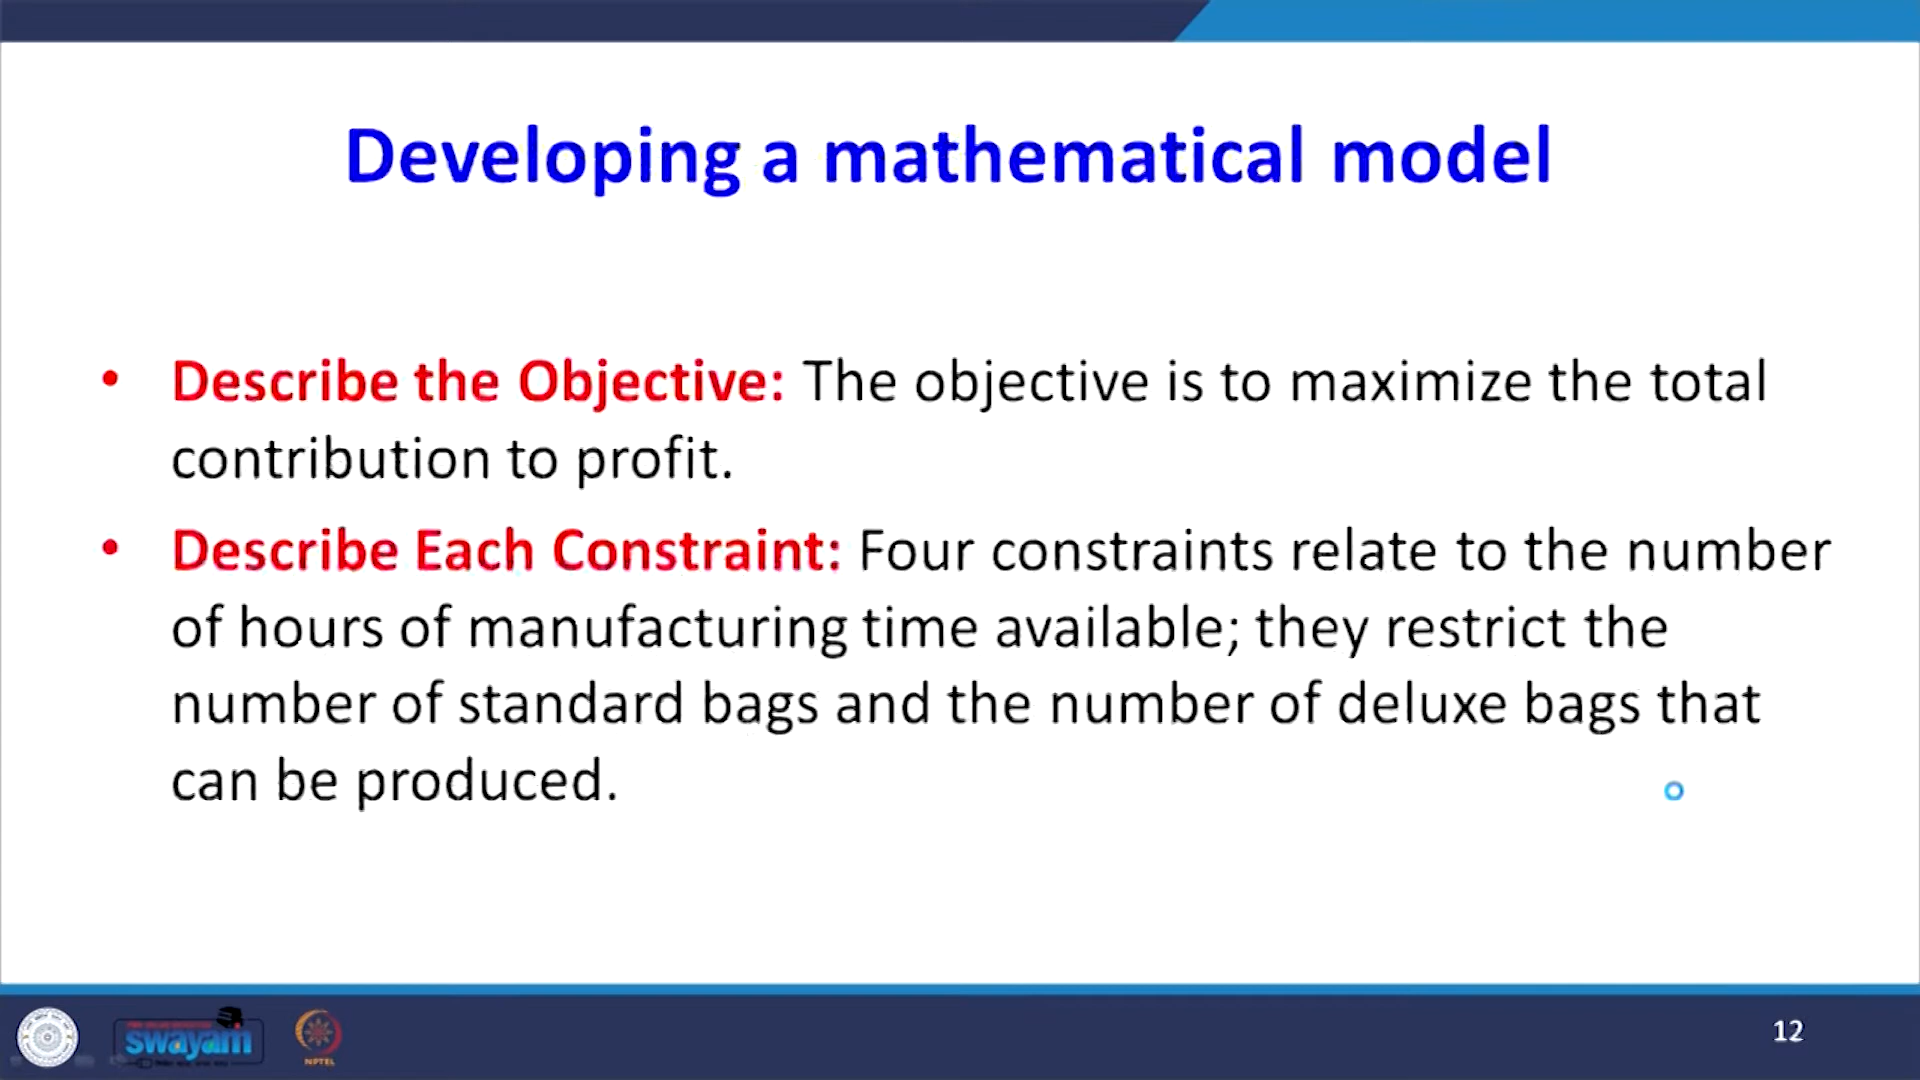 Developing a mathematical model
• Describe the Objective: The objective is to maximize the total
contribution to profit.
• Describe Each Constraint: Four constraints relate to the number
of hours of manufacturing time available; they restrict the
number of standard bags and the number of deluxe bags that
can be produced.
swayam
NPTEL
12